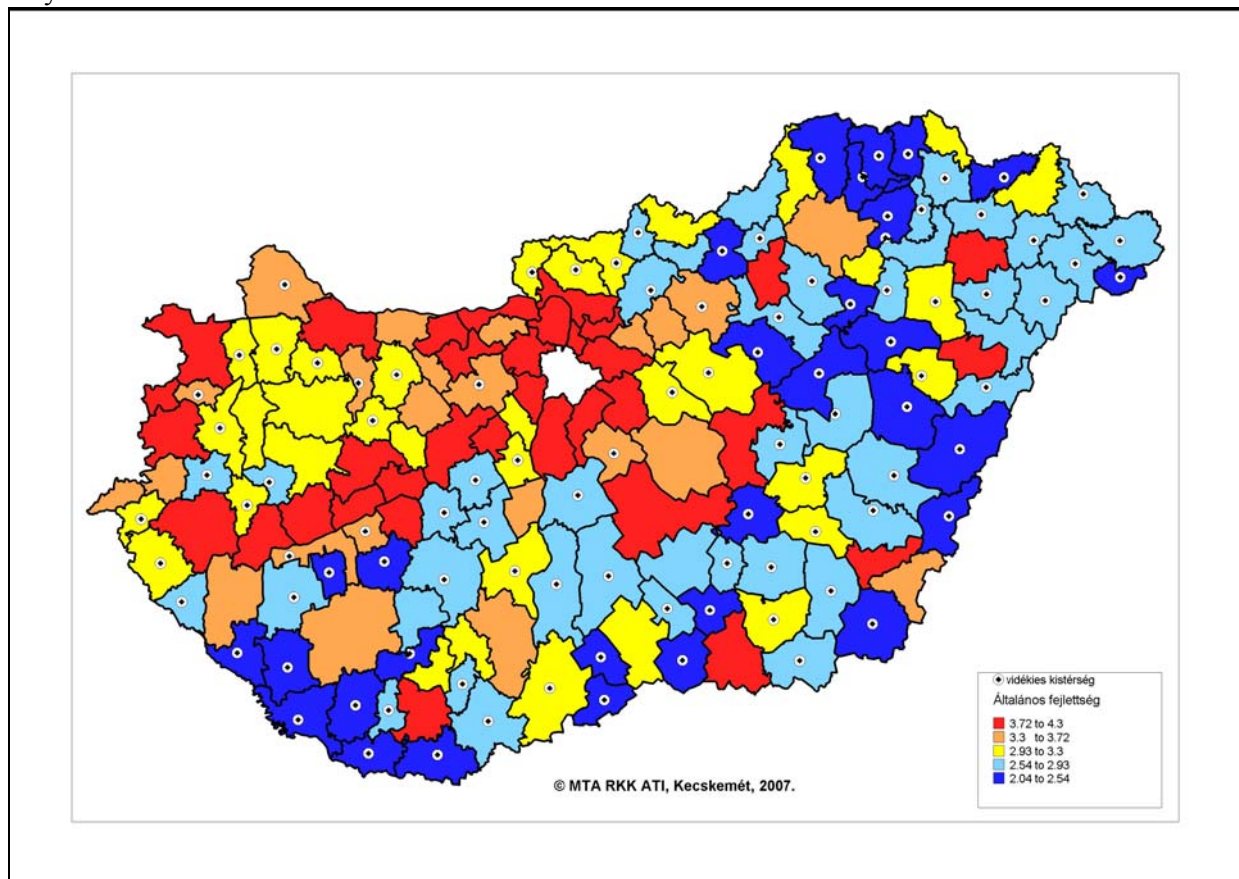 vidékies kistérség
Általános fejlettség
3.72 to 4.3
3.3 to 3.72
2.93 to 3.3
2.54 to 2.93
2.04 to 2.54
© MTA RKK ATI, Kecskemét, 2007.